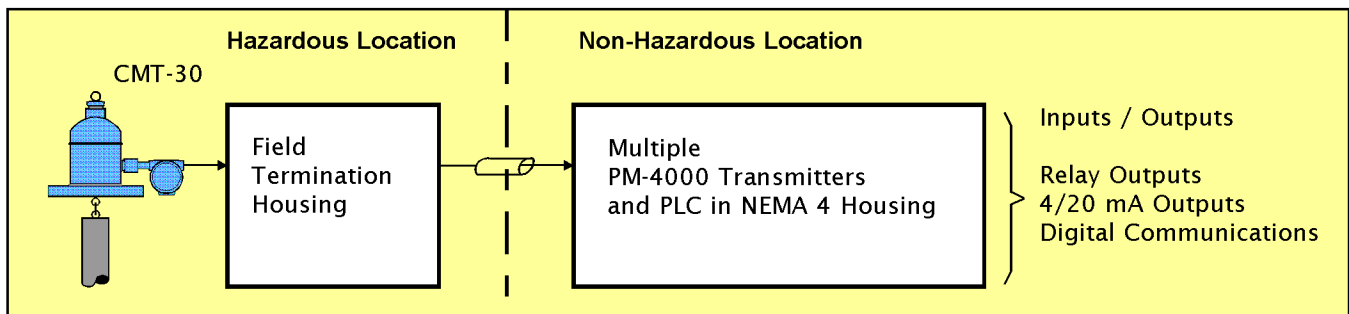 Hazardous Location
Non-Hazardous Location
CMT-30
Field
Termination
Housing
Multiple
PM-4000 Transmitters
and PLC in NEMA 4 Housing
Inputs / Outputs
Relay Outputs
4/20 mA Outputs
Digital Communications